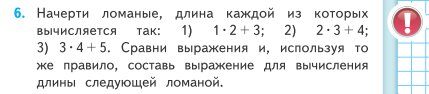 6. Начерти ломаные, длина каждой из которых
вычисляется так: 1) 1·2+3; 2) 2·3+4;
3) 3·4+5. Сравни выражения и, используя то
же правило, составь выражение для вычисления
длины следующей ломаной.
!